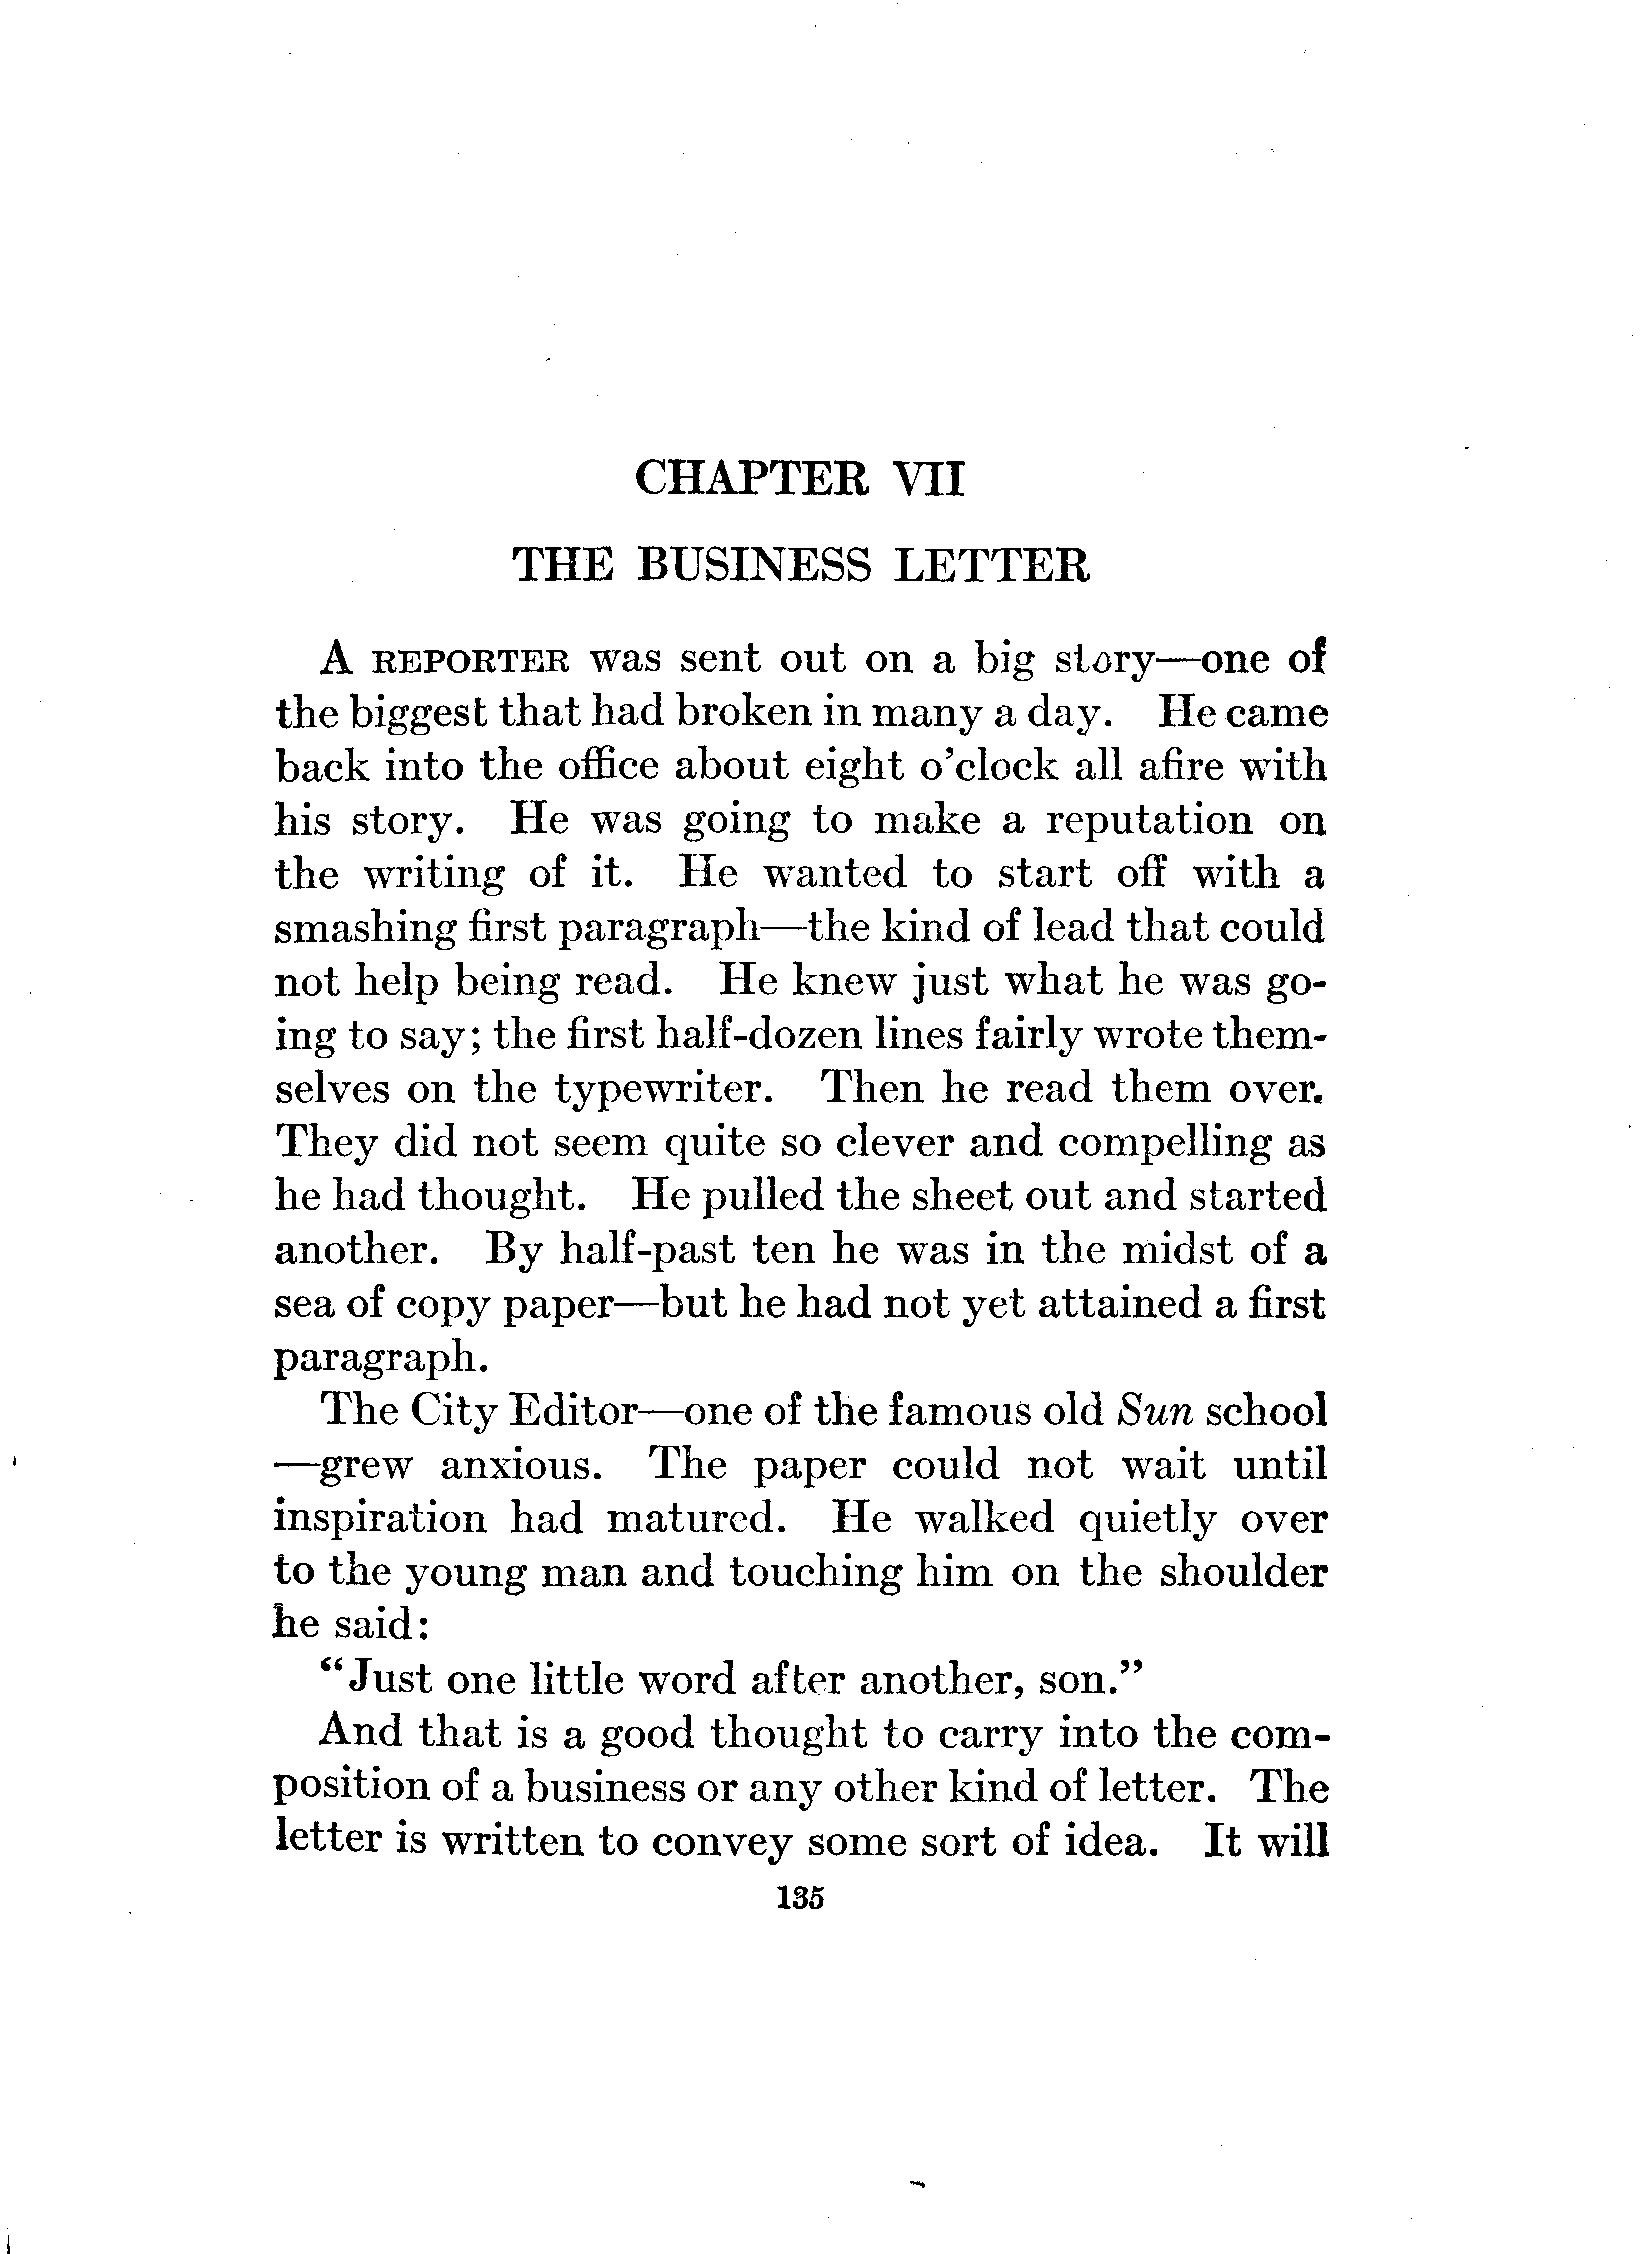 CHAPTER VII
THE BUSINESS LETTER
A REPORTER was sent out on a big story—one of
the biggest that had broken in many a day. He came
back into the office about eight o'clock all afire with
his story. He was going to make a reputation on
the writing of it. He wanted to start off with a
smashing first paragraph—the kind of lead that could
not help being read. He knew just what he was go-
ing to say; the first half-dozen lines fairly wrote them-
selves on the typewriter. Then he read them over.
They did not seem quite so clever and compelling as
he had thought. He pulled the sheet out and started
another. By half-past ten he was in the midst of a
sea of copy paper—but he had not yet attained a first
paragraph.
The City Editor—one of the famous old Sun school
—grew anxious. The paper could not wait until
inspiration had matured. He walked quietly over
to the young man and touching him on the shoulder
he said:
“Just one little word after another, son.”
And that is a good thought to carry into the com-
position of a business or any other kind of letter. The
letter is written to convey some sort of idea. It will
135